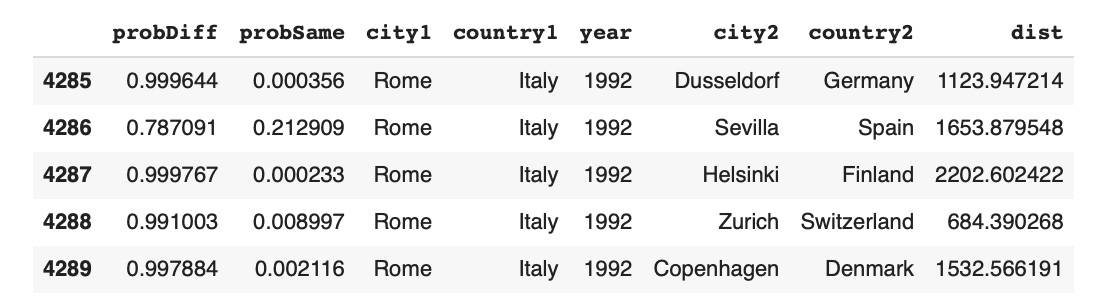 probDiff probSame city1 country1 year city2 country2 dist
4285 0.999644 0.000356 Rome Italy 1992 Dusseldorf Germany 1123.947214
4286 0.787091 0.212909 Rome Italy 1992 Sevilla Spain 1653.879548
4287 0.999767 0.000233 Rome Italy 1992 Helsinki Finland 2202.602422
4288 0.991003 0.008997 Rome Italy 1992 Zurich Switzerland 684.390268
4289 0.997884 0.002116 Rome Italy 1992 Copenhagen Denmark 1532.566191